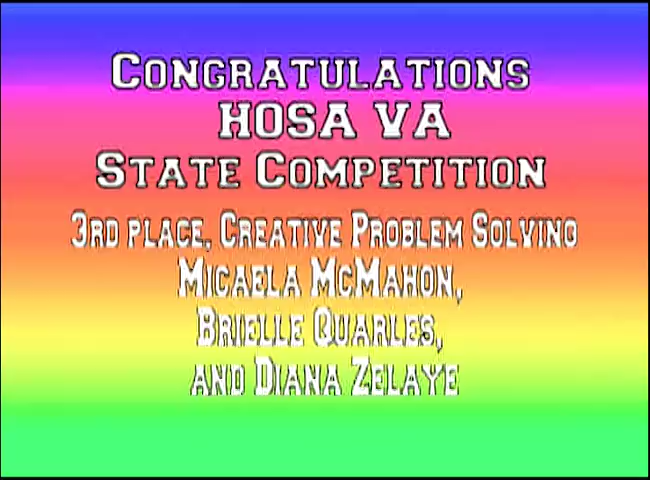 Congratulations
HOSA VA
State Competition
3rd place, Creative Problem Solving
Micaela McMahon,
Brielle Quarles,
and Diana Zelaye